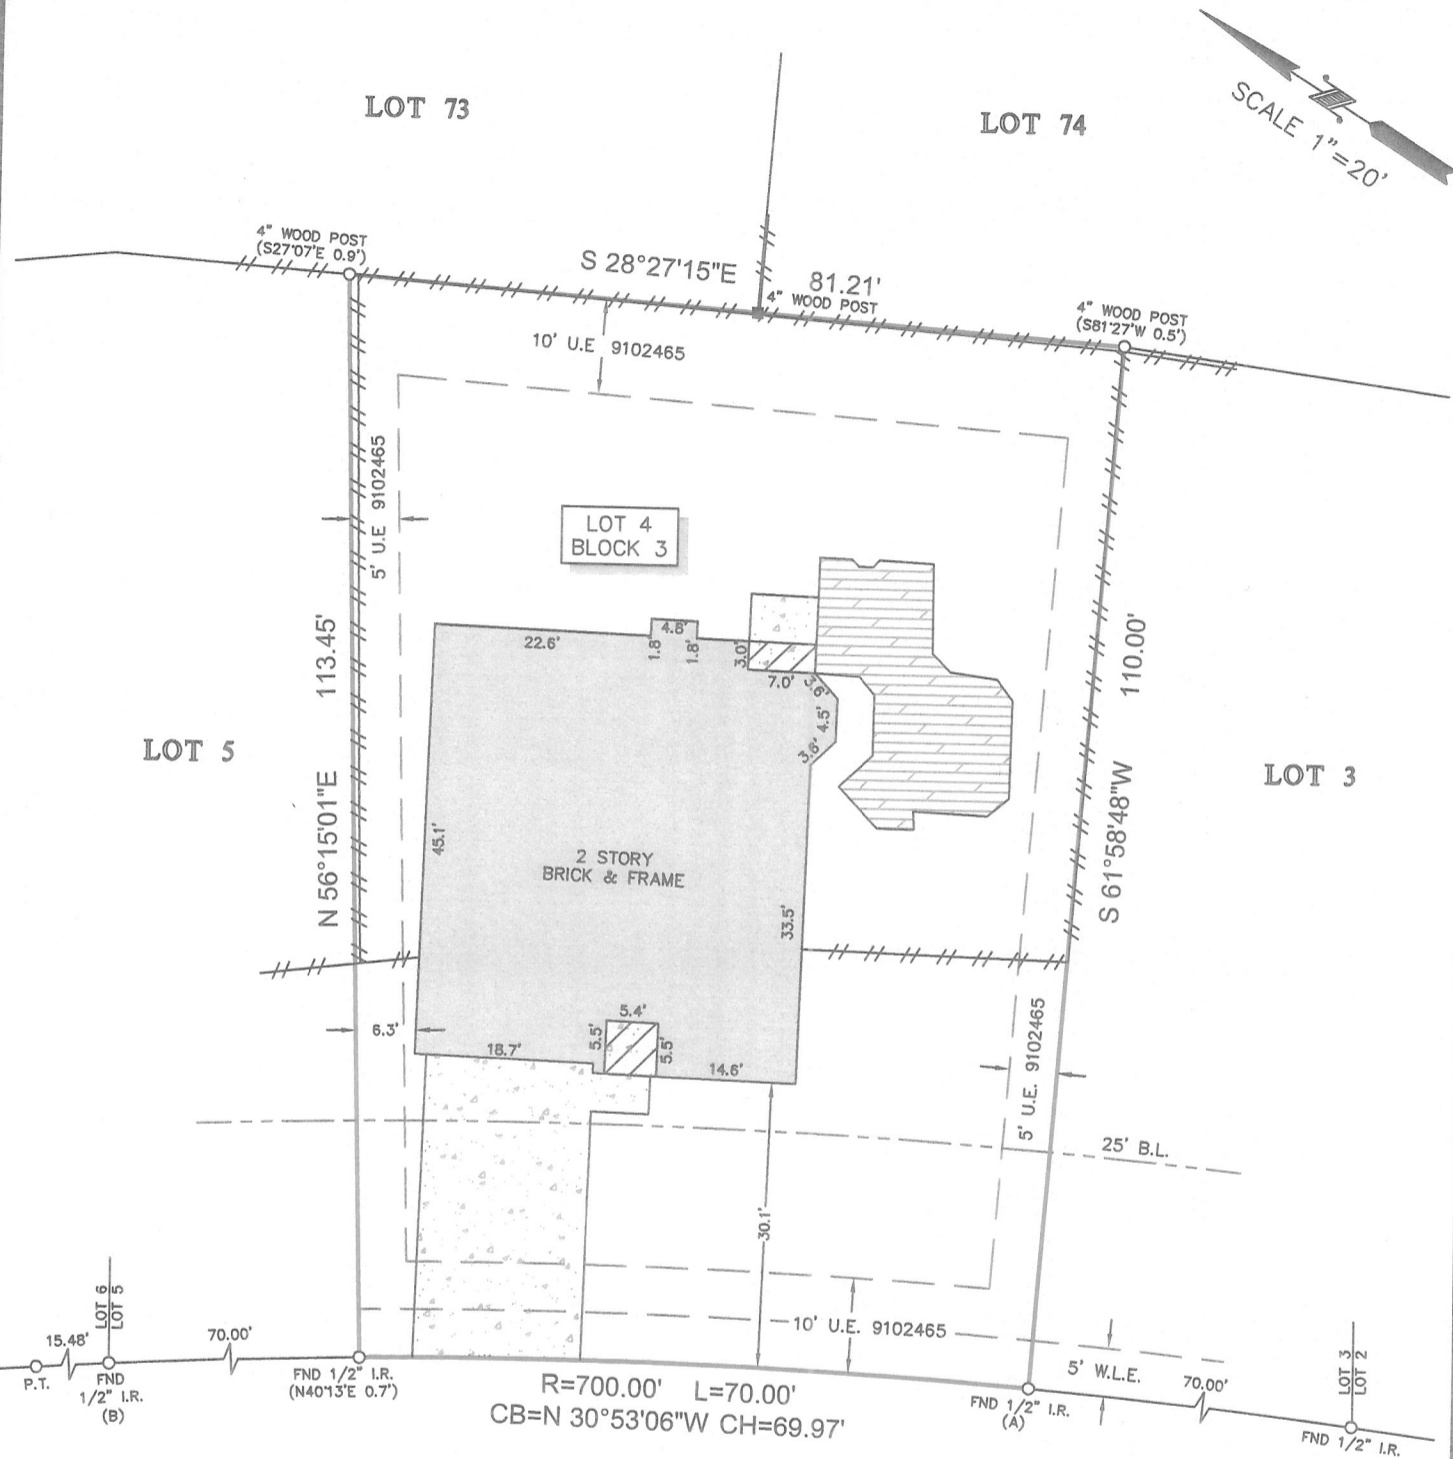 LOT 73
LOT 74
SCALE 1"=20'
4" WOOD POST
(S27°07'E 0.9')
S 28°27'15"E
81.21'
4" WOOD POST
4" WOOD POST
(S81°27'W 0.5')
10' U.E 9102465
5' U.E 9102465
LOT 4
BLOCK 3
22.6'
4.8'
1.8'
1.8'
3.0'
7.0'
3.6'
4.5'
3.6'
N 56°15'01"E 113.45'
S 61°58'48"W 110.00'
LOT 5
LOT 3
45.1'
2 STORY
BRICK & FRAME
33.5'
6.3'
18.7'
5.4'
5.5'
5.5'
14.6'
5' U.E. 9102465
25' B.L.
30.1'
10' U.E. 9102465
5' W.L.E.
LOT 6
LOT 5
15.48'
70.00'
P.T.
FND
1/2" I.R.
(B)
FND 1/2" I.R.
(N40°13'E 0.7')
R=700.00' L=70.00'
CB=N 30°53'06"W CH=69.97'
FND 1/2" I.R.
(A)
70.00'
LOT 3
LOT 2
FND 1/2" I.R.